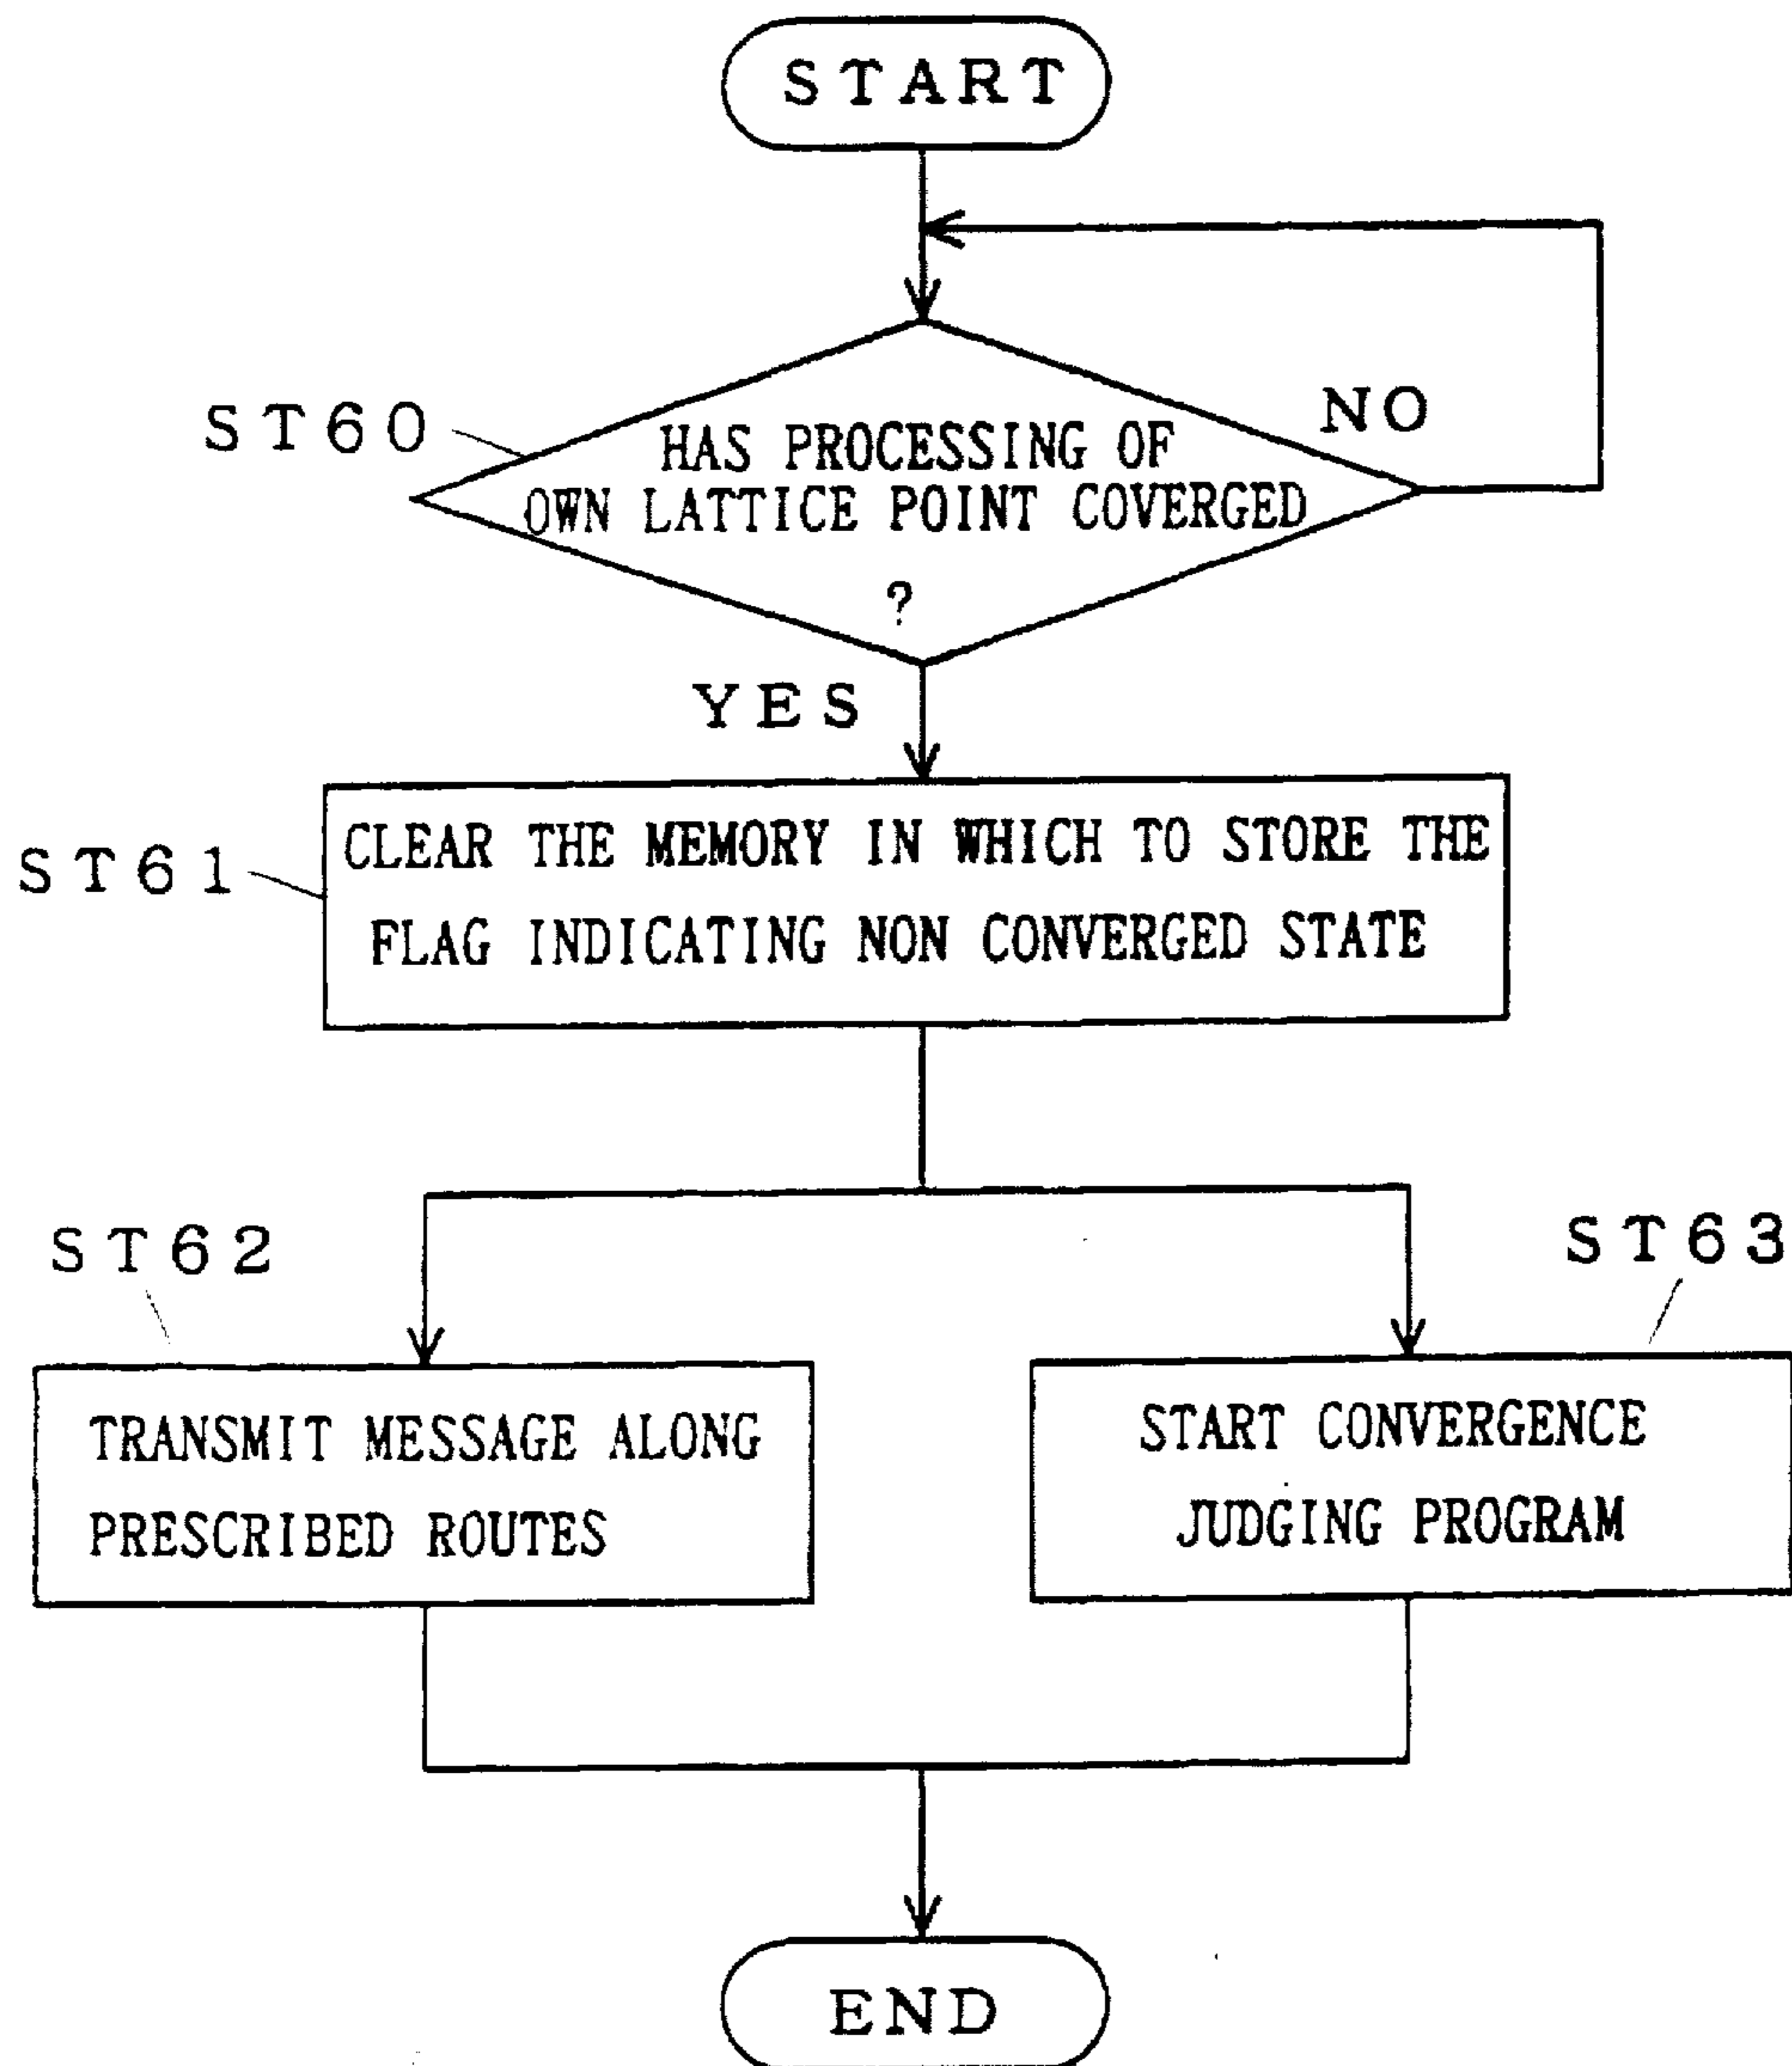 START
NO
ST60
HAS PROCESSING OF
OWN LATTICE POINT COVERGED
?
YES
ST61
CLEAR THE MEMORY IN WHICH TO STORE THE
FLAG INDICATING NON CONVERGED STATE
ST62
ST63
TRANSMIT MESSAGE ALONG
PRESCRIBED ROUTES
START CONVERGENCE
JUDGING PROGRAM
END